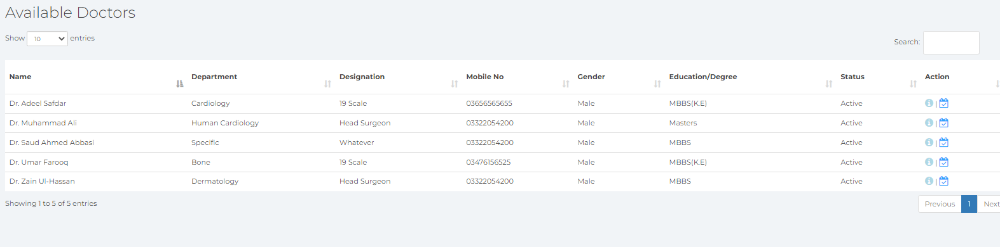 Available Doctors
Show 10 entries Search:
Name Department Designation Mobile No Gender Education/Degree Status Action
Dr. Adeel Safdar Cardiology 19 Scale 03656565655 Male MBBS(K.E) Active |
Dr. Muhammad Ali Human Cardiology Head Surgeon 03322054200 Male Masters Active |
Dr. Saud Ahmed Abbasi Specific Whatever 03322054200 Male MBBS Active |
Dr. Umar Farooq Bone 19 Scale 03476156525 Male MBBS(K.E) Active |
Dr. Zain Ul-Hassan Dermatology Head Surgeon 03322054200 Male MBBS Active |
Showing 1 to 5 of 5 entries Previous 1 Next